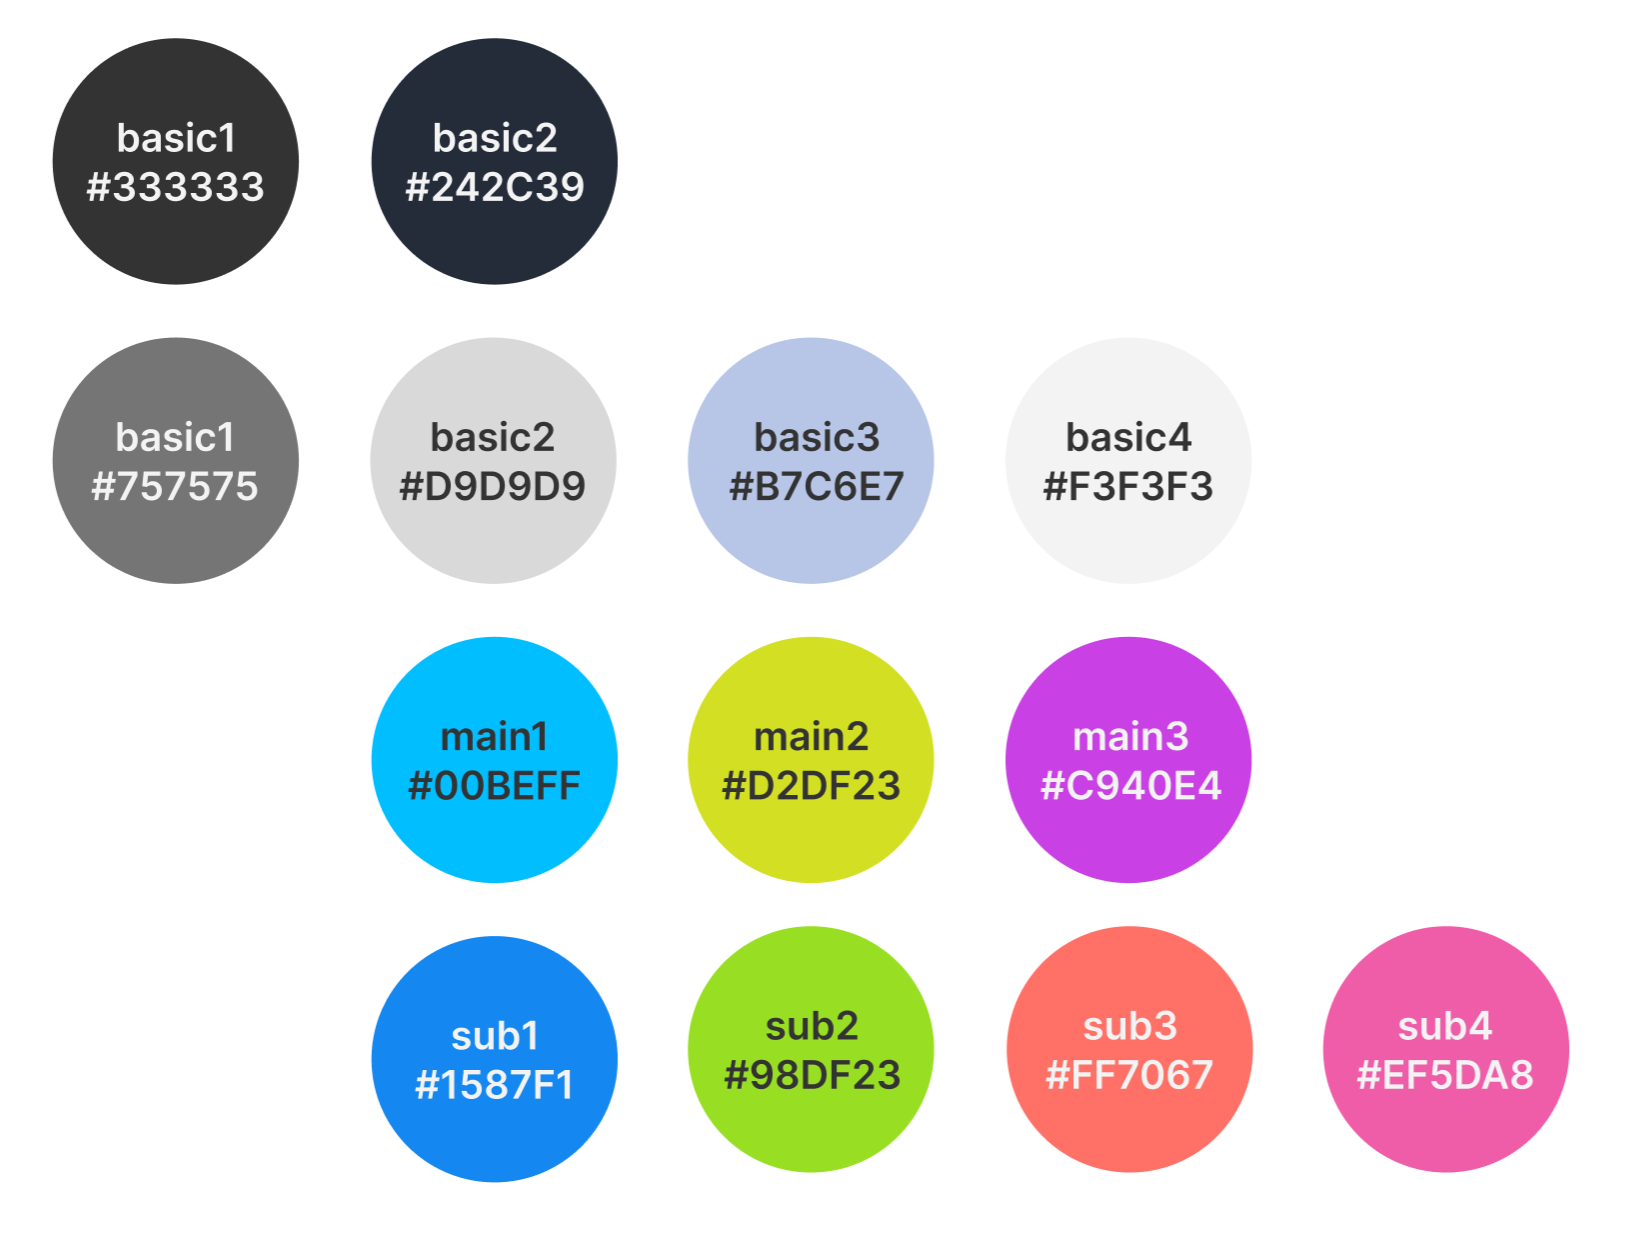 basic1
#333333
basic2
#242C39
basic1
#757575
basic2
#D9D9D9
basic3
#B7C6E7
basic4
#F3F3F3
main1
#00BEFF
main2
#D2DF23
main3
#C940E4
sub1
#1587F1
sub2
#98DF23
sub3
#FF7067
sub4
#EF5DA8